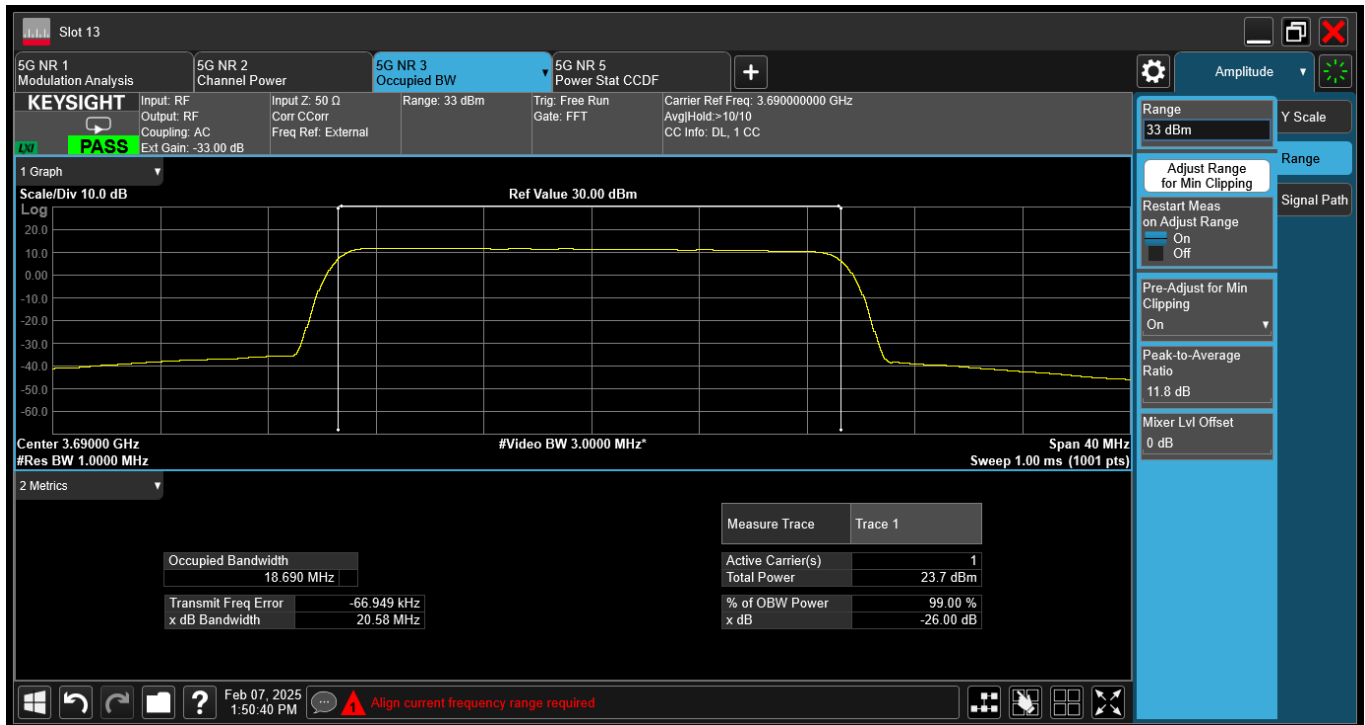 Slot 13
5G NR 1
Modulation Analysis
5G NR 2
Channel Power
5G NR 3
Occupied BW
5G NR 5
Power Stat CCDF
Amplitude
KEYSIGHT
LXI
PASS
Input: RF
Output: RF
Coupling: AC
Ext Gain: -33.00 dB
Input Z: 50 Ω
Corr CCorr
Freq Ref: External
Range: 33 dBm
Trig: Free Run
Gate: FFT
Carrier Ref Freq: 3.690000000 GHz
Avg|Hold:>10/10
CC Info: DL, 1 CC
1 Graph
Scale/Div 10.0 dB
Ref Value 30.00 dBm
Log
20.0
10.0
0.00
-10.0
-20.0
-30.0
-40.0
-50.0
-60.0
Center 3.69000 GHz
#Video BW 3.0000 MHz*
Span 40 MHz
#Res BW 1.0000 MHz
Sweep 1.00 ms (1001 pts)
2 Metrics
Measure Trace Trace 1
Occupied Bandwidth
18.690 MHz
Transmit Freq Error -66.949 kHz
x dB Bandwidth 20.58 MHz
Active Carrier(s) 1
Total Power 23.7 dBm
% of OBW Power 99.00 %
x dB -26.00 dB
Range
33 dBm
Adjust Range
for Min Clipping
Restart Meas
on Adjust Range
On
Off
Pre-Adjust for Min
Clipping
On
Peak-to-Average
Ratio
11.8 dB
Mixer Lvl Offset
0 dB
Y Scale
Range
Signal Path
?
Feb 07, 2025
1:50:40 PM
1
Align current frequency range required